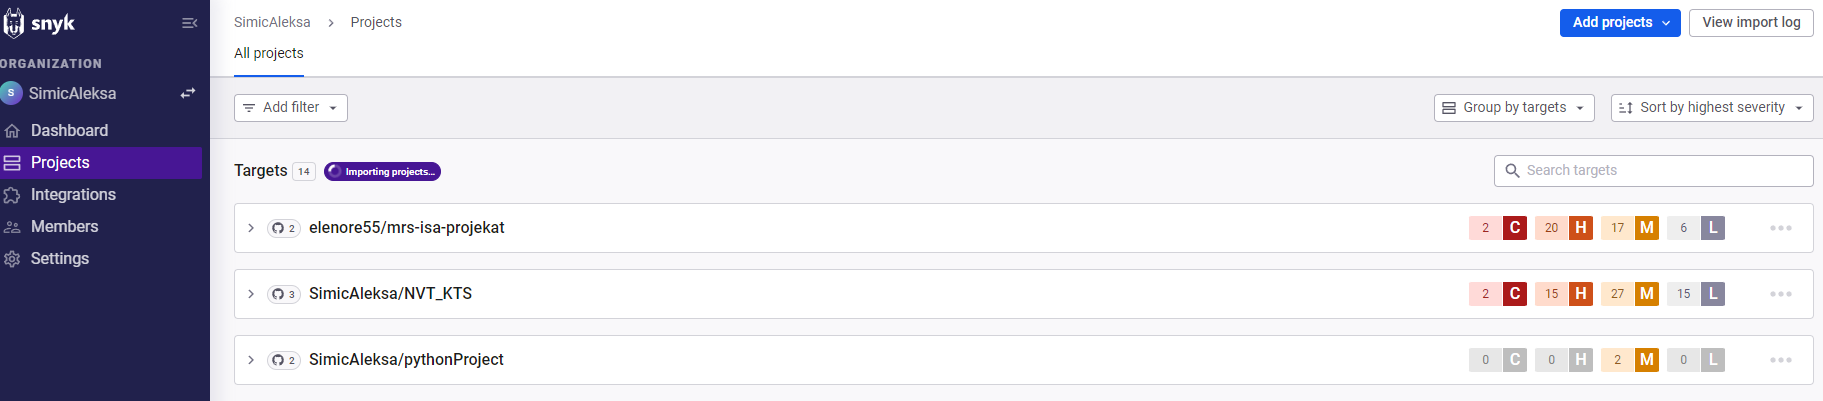 snyk
ORGANIZATION
S SimicAleksa
Dashboard
Projects
Integrations
Members
Settings
SimicAleksa > Projects
Add projects
View import log
All projects
Add filter
Group by targets
Sort by highest severity
Targets 14 Importing projects...
Search targets
2 elenore55/mrs-isa-projekat 2 C 20 H 17 M 6 L
3 SimicAleksa/NVT_KTS 2 C 15 H 27 M 15 L
2 SimicAleksa/pythonProject 0 C 0 H 2 M 0 L